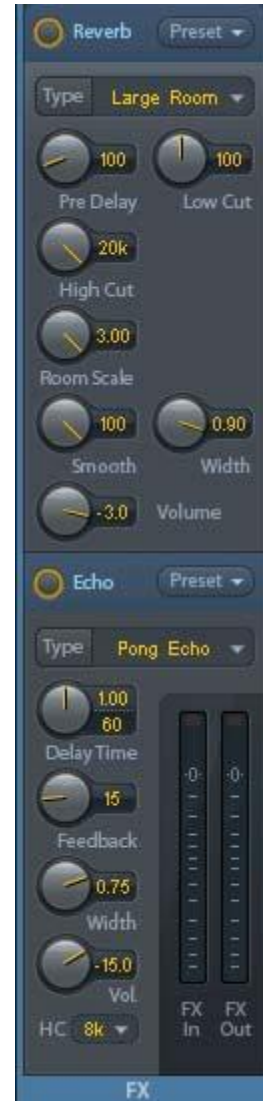 Reverb Preset
Type Large Room
100 100
Pre Delay Low Cut
20k
High Cut
3.00
Room Scale
100 0.90
Smooth Width
-3.0 Volume
Echo Preset
Type Pong Echo
1.00
60
Delay Time
-0- -0-
15
Feedback
0.75
Width
-15.0
Vol.
FX FX
In Out
HC 8k
FX